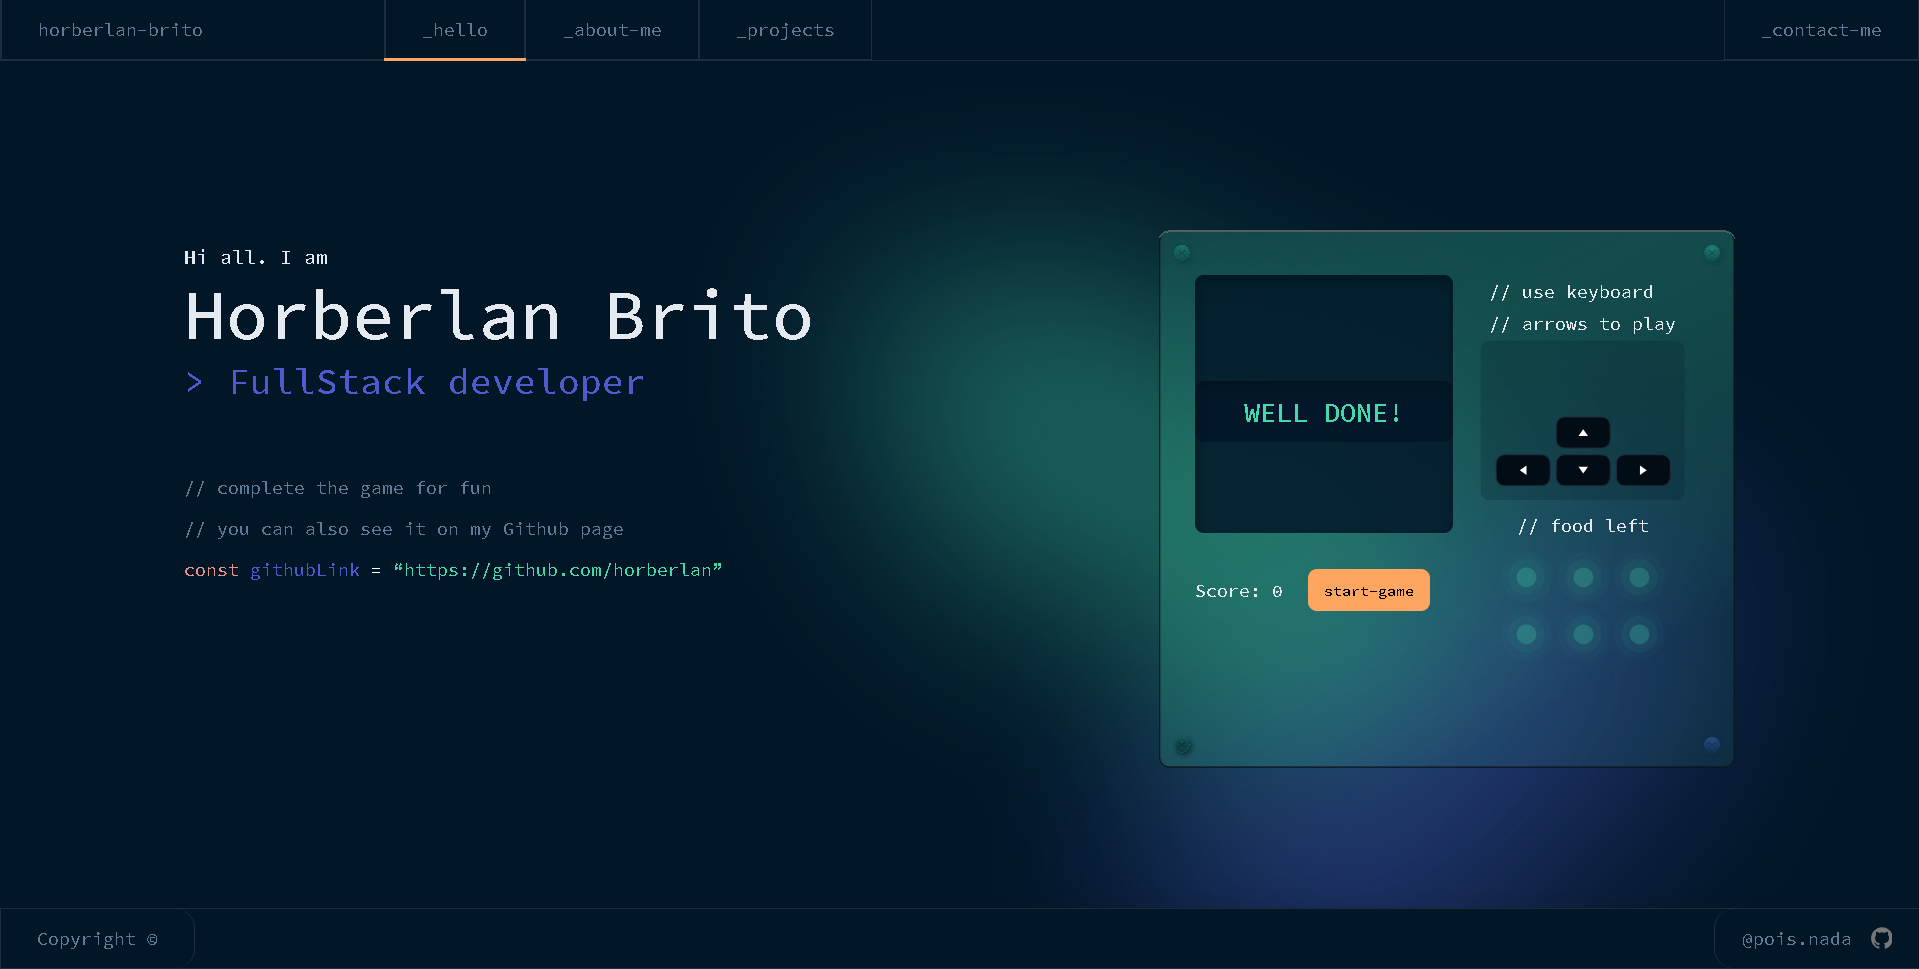 horberlan-brito
_hello
_about-me
_projects
_contact-me
Hi all. I am
Horberlan Brito
> FullStack developer
// complete the game for fun
// you can also see it on my Github page
const githubLink = “https://github.com/horberlan”
WELL DONE!
Score: 0
start-game
// use keyboard
// arrows to play
// food left
Copyright ©
@pois.nada